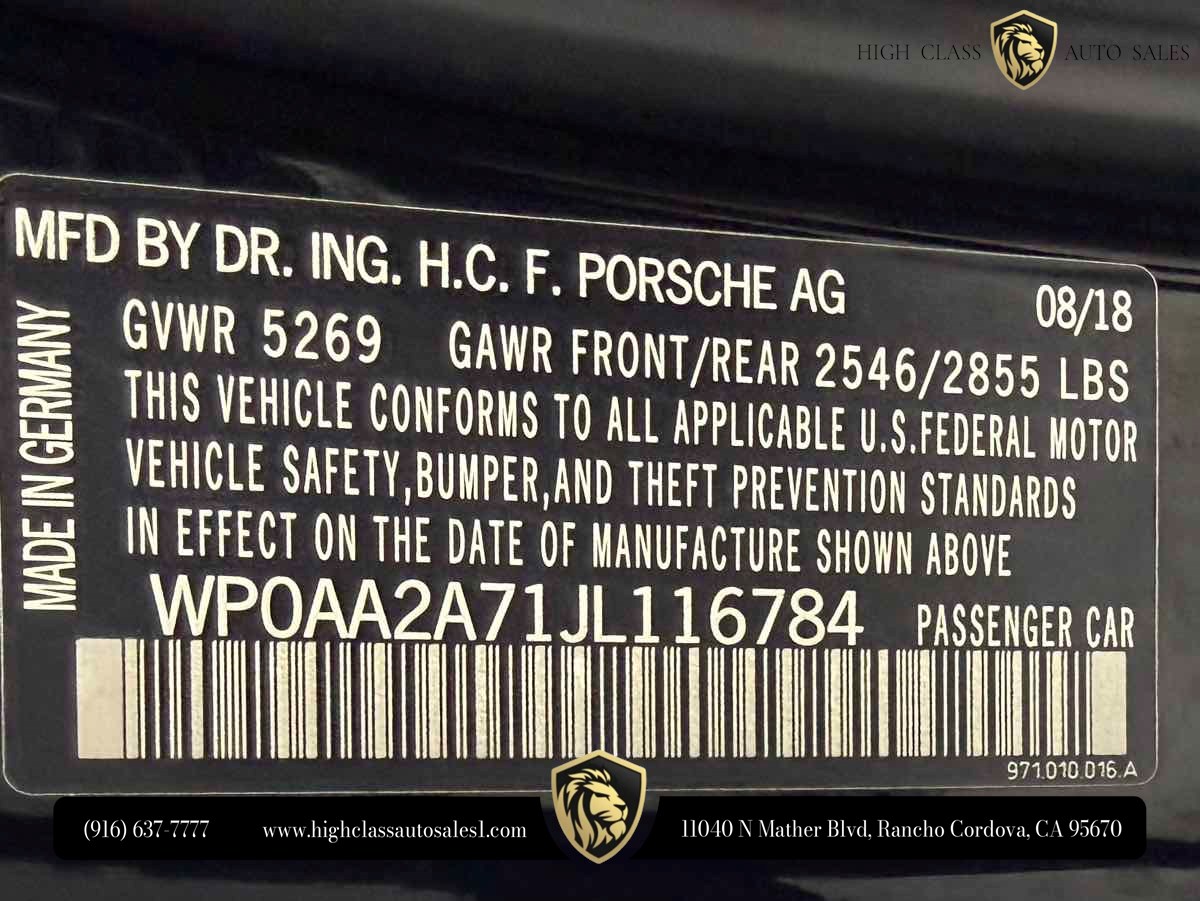 HIGH CLASS AUTO SALES
MFD BY DR. ING. H.C. F. PORSCHE AG 08/18
GVWR 5269 GAWR FRONT/REAR 2546/2855 LBS
THIS VEHICLE CONFORMS TO ALL APPLICABLE U.S.FEDERAL MOTOR
VEHICLE SAFETY,BUMPER,AND THEFT PREVENTION STANDARDS
IN EFFECT ON THE DATE OF MANUFACTURE SHOWN ABOVE
WP0AA2A71JL116784 PASSENGER CAR
MADE IN GERMANY
971.010.016.A
(916) 637-7777 www.highclassautosales1.com 11040 N Mather Blvd, Rancho Cordova, CA 95670